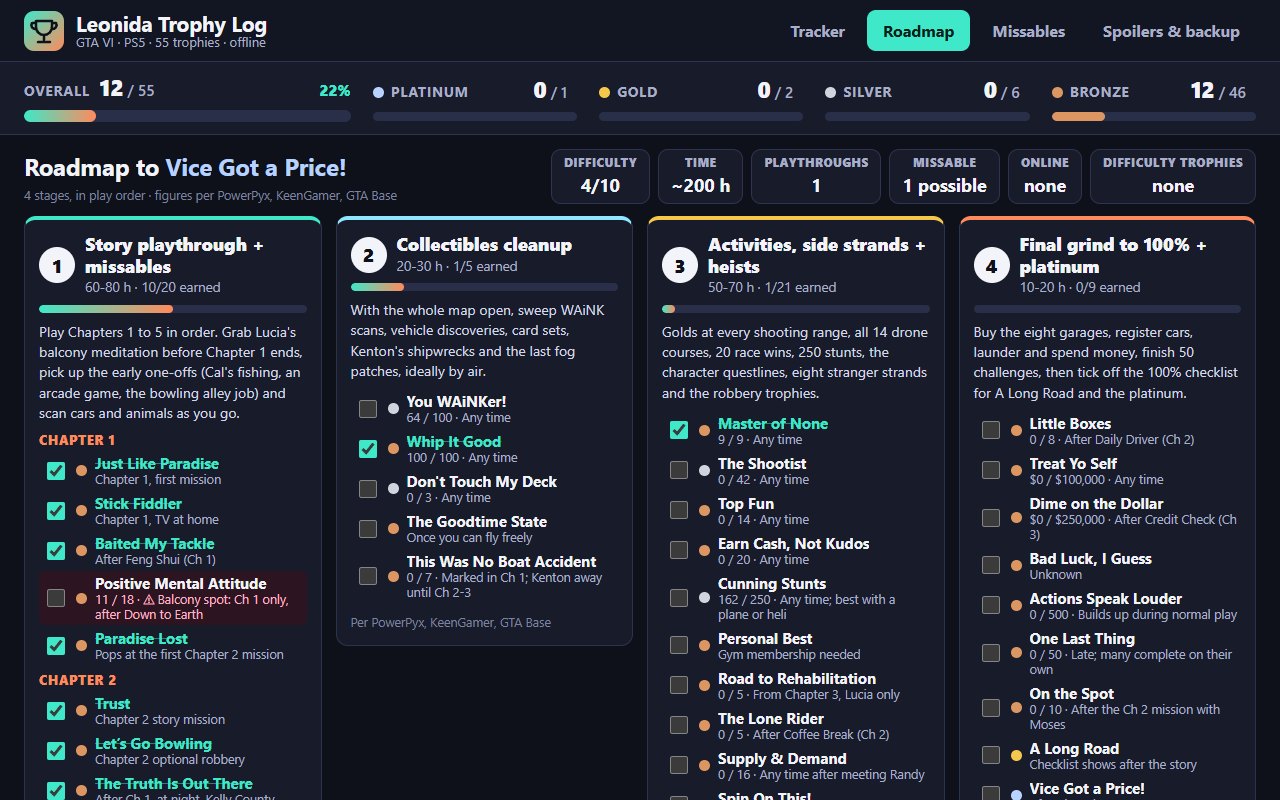 Leonida Trophy Log
GTA VI · PS5 · 55 trophies · offline
Tracker
Roadmap
Missables
Spoilers & backup
OVERALL 12 / 55
22%
PLATINUM
0 / 1
GOLD
0 / 2
SILVER
0 / 6
BRONZE
12 / 46
Roadmap to Vice Got a Price!
4 stages, in play order · figures per PowerPyx, KeenGamer, GTA Base
DIFFICULTY
4/10
TIME
~200 h
PLAYTHROUGHS
1
MISSABLE
1 possible
ONLINE
none
DIFFICULTY TROPHIES
none
1
Story playthrough +
missables
60-80 h · 10/20 earned
Play Chapters 1 to 5 in order. Grab Lucia's
balcony meditation before Chapter 1 ends,
pick up the early one-offs (Cal's fishing, an
arcade game, the bowling alley job) and
scan cars and animals as you go.
CHAPTER 1
Just Like Paradise
Chapter 1, first mission
Stick Fiddler
Chapter 1, TV at home
Baited My Tackle
After Feng Shui (Ch 1)
Positive Mental Attitude
11 / 18 · ⚠ Balcony spot: Ch 1 only,
after Down to Earth
Paradise Lost
Pops at the first Chapter 2 mission
CHAPTER 2
Trust
Chapter 2 story mission
Let's Go Bowling
Chapter 2 optional robbery
The Truth Is Out There
After Ch 1, at night, Kelly County
2
Collectibles cleanup
20-30 h · 1/5 earned
With the whole map open, sweep WAiNK
scans, vehicle discoveries, card sets,
Kenton's shipwrecks and the last fog
patches, ideally by air.
You WAiNKer!
64 / 100 · Any time
Whip It Good
100 / 100 · Any time
Don't Touch My Deck
0 / 3 · Any time
The Goodtime State
Once you can fly freely
This Was No Boat Accident
0 / 7 · Marked in Ch 1; Kenton away
until Ch 2-3
Per PowerPyx, KeenGamer, GTA Base
3
Activities, side strands +
heists
50-70 h · 1/21 earned
Golds at every shooting range, all 14 drone
courses, 20 race wins, 250 stunts, the
character questlines, eight stranger strands
and the robbery trophies.
Master of None
9 / 9 · Any time
The Shootist
0 / 42 · Any time
Top Fun
0 / 14 · Any time
Earn Cash, Not Kudos
0 / 20 · Any time
Cunning Stunts
162 / 250 · Any time; best with a
plane or heli
Personal Best
Gym membership needed
Road to Rehabilitation
0 / 5 · From Chapter 3, Lucia only
The Lone Rider
0 / 5 · After Coffee Break (Ch 2)
Supply & Demand
0 / 16 · Any time after meeting Randy
Spin On This!
4
Final grind to 100% +
platinum
10-20 h · 0/9 earned
Buy the eight garages, register cars,
launder and spend money, finish 50
challenges, then tick off the 100% checklist
for A Long Road and the platinum.
Little Boxes
0 / 8 · After Daily Driver (Ch 2)
Treat Yo Self
$0 / $100,000 · Any time
Dime on the Dollar
$0 / $250,000 · After Credit Check (Ch
3)
Bad Luck, I Guess
Unknown
Actions Speak Louder
0 / 500 · Builds up during normal play
One Last Thing
0 / 50 · Late; many complete on their
own
On the Spot
0 / 10 · After the Ch 2 mission with
Moses
A Long Road
Checklist shows after the story
Vice Got a Price!